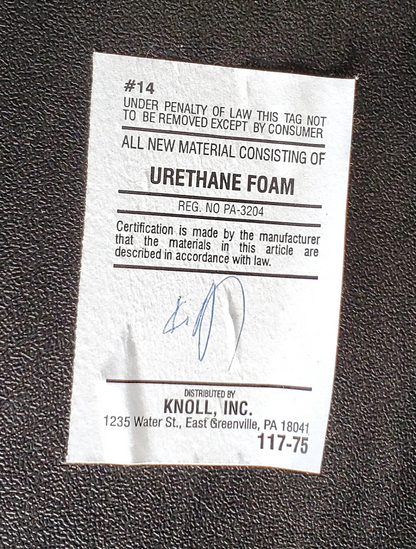 #14
UNDER PENALTY OF LAW THIS TAG NOT
TO BE REMOVED EXCEPT BY CONSUMER
ALL NEW MATERIAL CONSISTING OF
URETHANE FOAM
REG. NO PA-3204
Certification is made by the manufacturer
that the materials in this article are
described in accordance with law.
DISTRIBUTED BY
KNOLL, INC.
1235 Water St., East Greenville, PA 18041
117-75